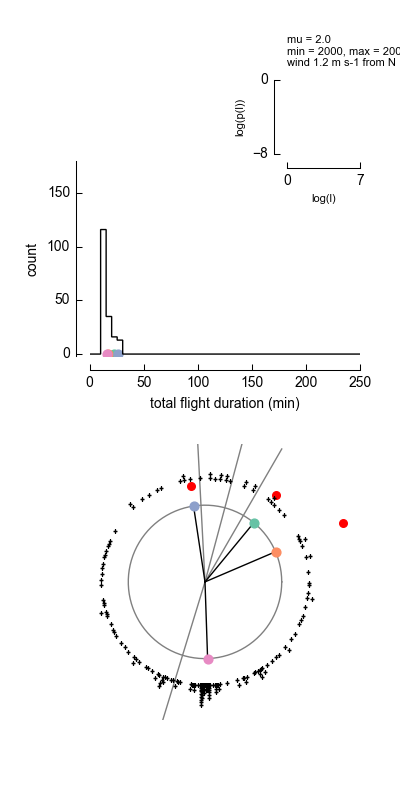 mu = 2.0
min = 2000, max = 200
wind 1.2 m s-1 from N
0
log(p(l))
−8
0
7
log(l)
150
100
50
0
count
0
50
100
150
200
250
total flight duration (min)